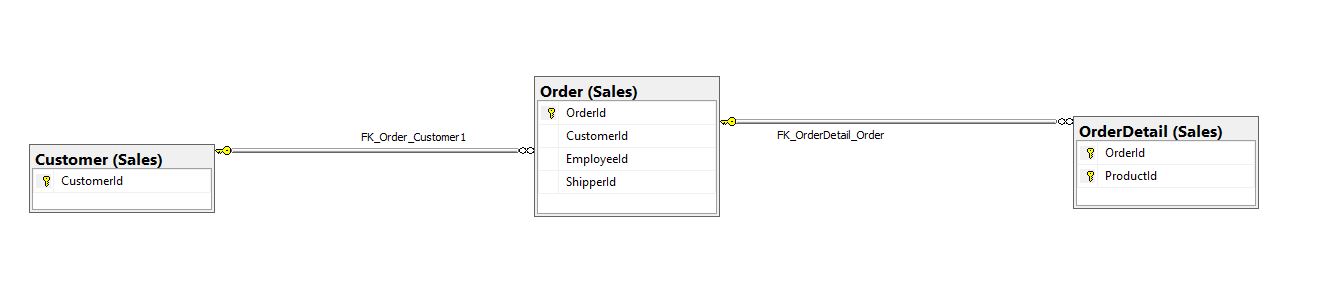 Customer (Sales)
CustomerId
FK_Order_Customer1
Order (Sales)
OrderId
CustomerId
EmployeeId
ShipperId
FK_OrderDetail_Order
OrderDetail (Sales)
OrderId
ProductId